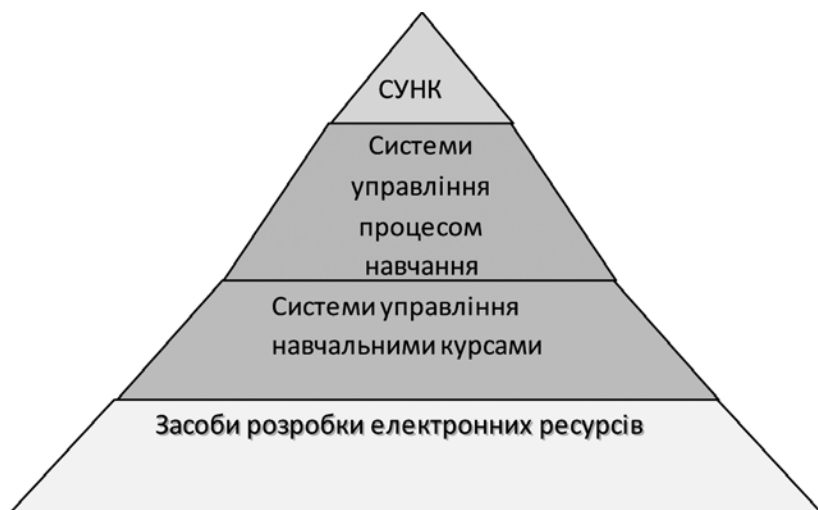 СУНК
Системи
управління
процесом
навчання
Системи управління
навчальними курсами
Засоби розробки електронних ресурсів